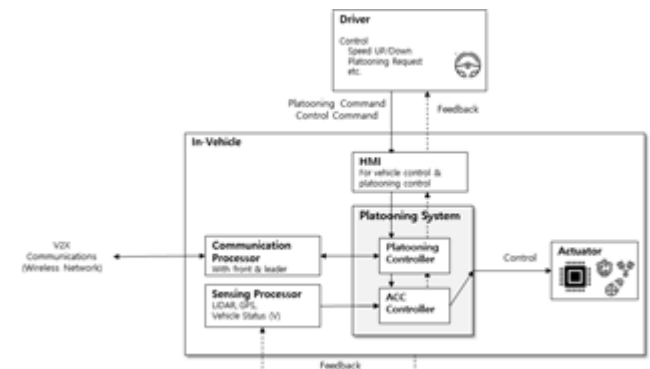 Driver
Control
Speed UP/Down
Platooning Request
etc.
Platooning Command
Control Command
Feedback
In-Vehicle
HMI
For vehicle control &
platooning control
Platooning System
V2X
Communications
(Wireless Network)
Communication
Processor
With front & leader
Platooning
Controller
Control
Actuator
Sensing Processor
LiDAR, GPS,
Vehicle Status (V)
ACC
Controller
Feedback